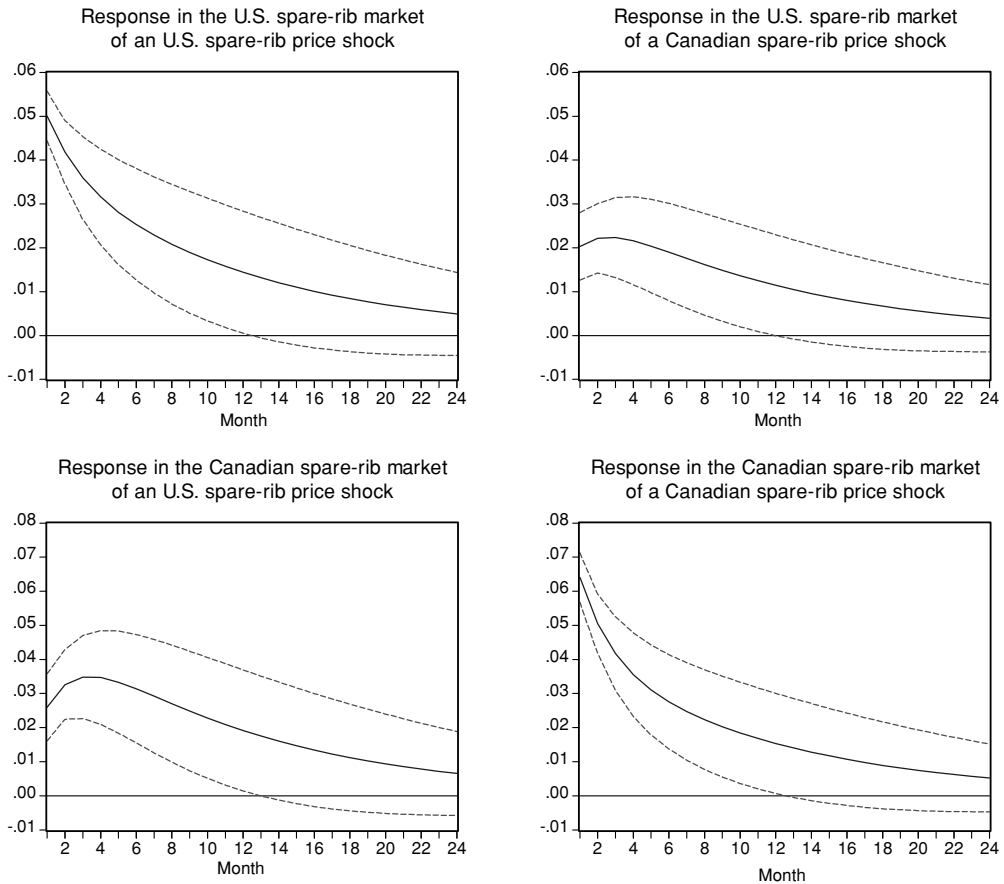 Response in the U.S. spare-rib market
of an U.S. spare-rib price shock
.06
.05
.04
.03
.02
.01
.00
-.01
2 4 6 8 10 12 14 16 18 20 22 24
Month
Response in the U.S. spare-rib market
of a Canadian spare-rib price shock
.06
.05
.04
.03
.02
.01
.00
-.01
2 4 6 8 10 12 14 16 18 20 22 24
Month
Response in the Canadian spare-rib market
of an U.S. spare-rib price shock
.08
.07
.06
.05
.04
.03
.02
.01
.00
-.01
2 4 6 8 10 12 14 16 18 20 22 24
Month
Response in the Canadian spare-rib market
of a Canadian spare-rib price shock
.08
.07
.06
.05
.04
.03
.02
.01
.00
-.01
2 4 6 8 10 12 14 16 18 20 22 24
Month